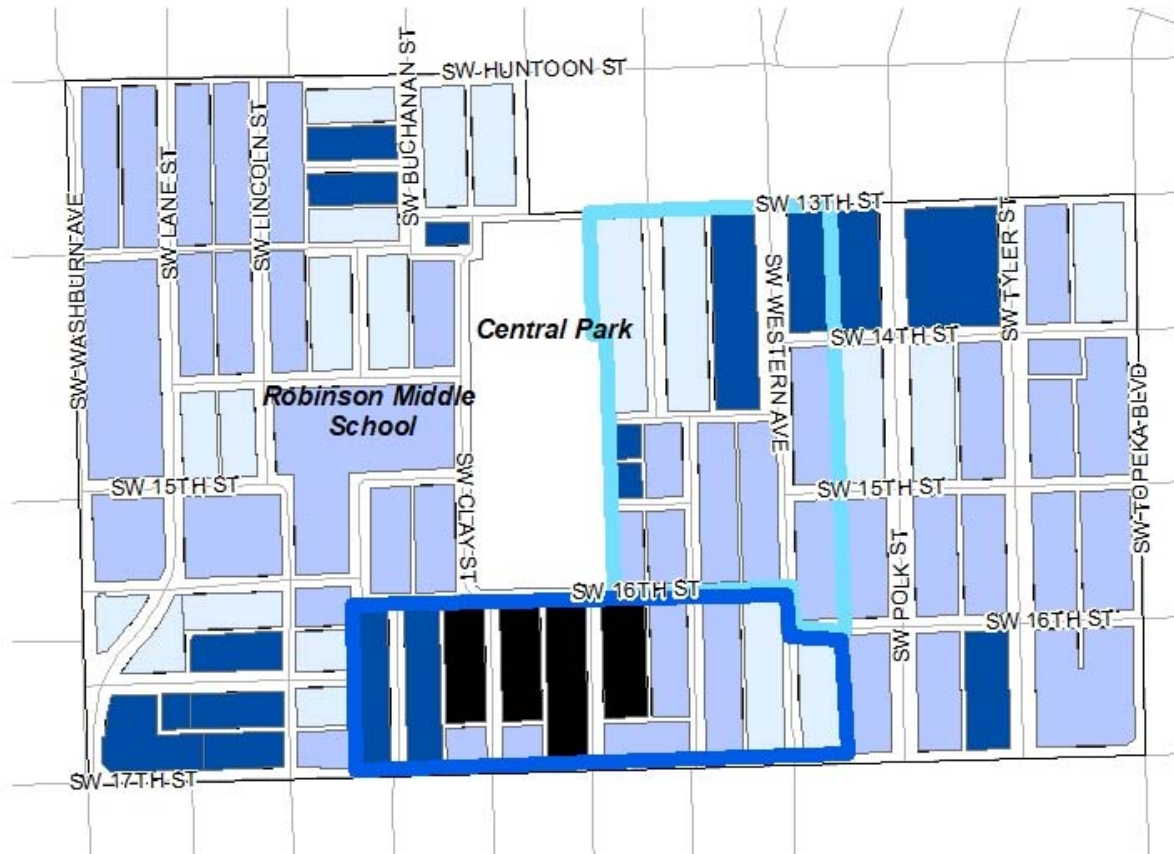 SW HUNTOON ST
SW BUCHANAN ST
SW LINCOLN ST
SW LANE ST
SW WASHBURN AVE
SW 13TH ST
SW TYLER ST
SW WESTERN AVE
SW 14TH ST
Central Park
Robinson Middle
School
SW TOPEKA BLVD
SW 15TH ST
SW 15TH ST
SW CLAY ST
SW POLK ST
SW 16TH ST
SW 16TH ST
SW 17TH ST